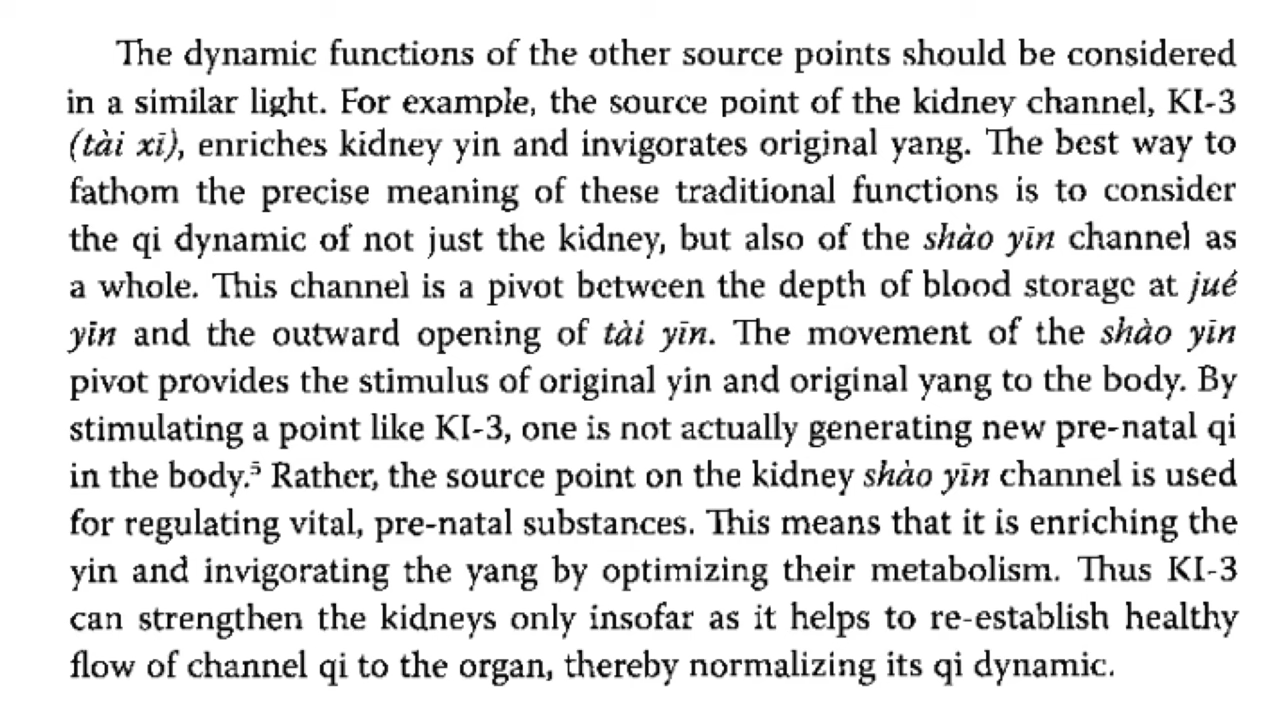 The dynamic functions of the other source points should be considered
in a similar light. For example, the source point of the kidney channel, KI-3
(tài xī), enriches kidney yin and invigorates original yang. The best way to
fathom the precise meaning of these traditional functions is to consider
the qi dynamic of not just the kidney, but also of the shào yīn channel as
a whole. This channel is a pivot between the depth of blood storage at jué
yīn and the outward opening of tài yīn. The movement of the shào yīn
pivot provides the stimulus of original yin and original yang to the body. By
stimulating a point like KI-3, one is not actually generating new pre-natal qi
in the body.⁵ Rather, the source point on the kidney shào yīn channel is used
for regulating vital, pre-natal substances. This means that it is enriching the
yin and invigorating the yang by optimizing their metabolism. Thus KI-3
can strengthen the kidneys only insofar as it helps to re-establish healthy
flow of channel qi to the organ, thereby normalizing its qi dynamic.